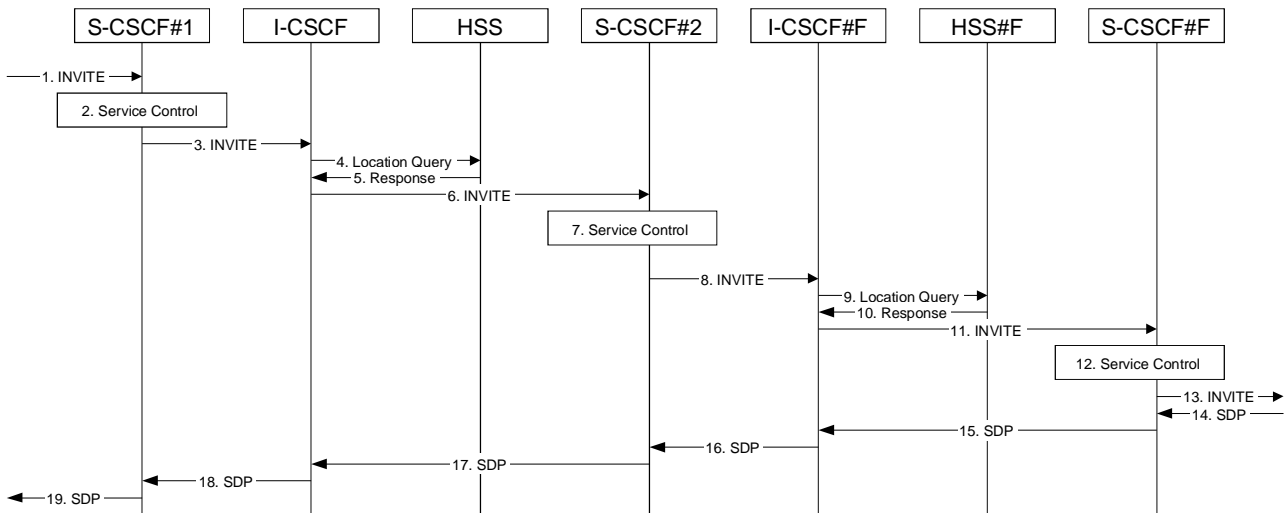 S-CSCF#1
I-CSCF
HSS
S-CSCF#2
I-CSCF#F
HSS#F
S-CSCF#F
1. INVITE
2. Service Control
3. INVITE
4. Location Query
5. Response
6. INVITE
7. Service Control
8. INVITE
9. Location Query
10. Response
11. INVITE
12. Service Control
13. INVITE
14. SDP
15. SDP
16. SDP
17. SDP
18. SDP
19. SDP